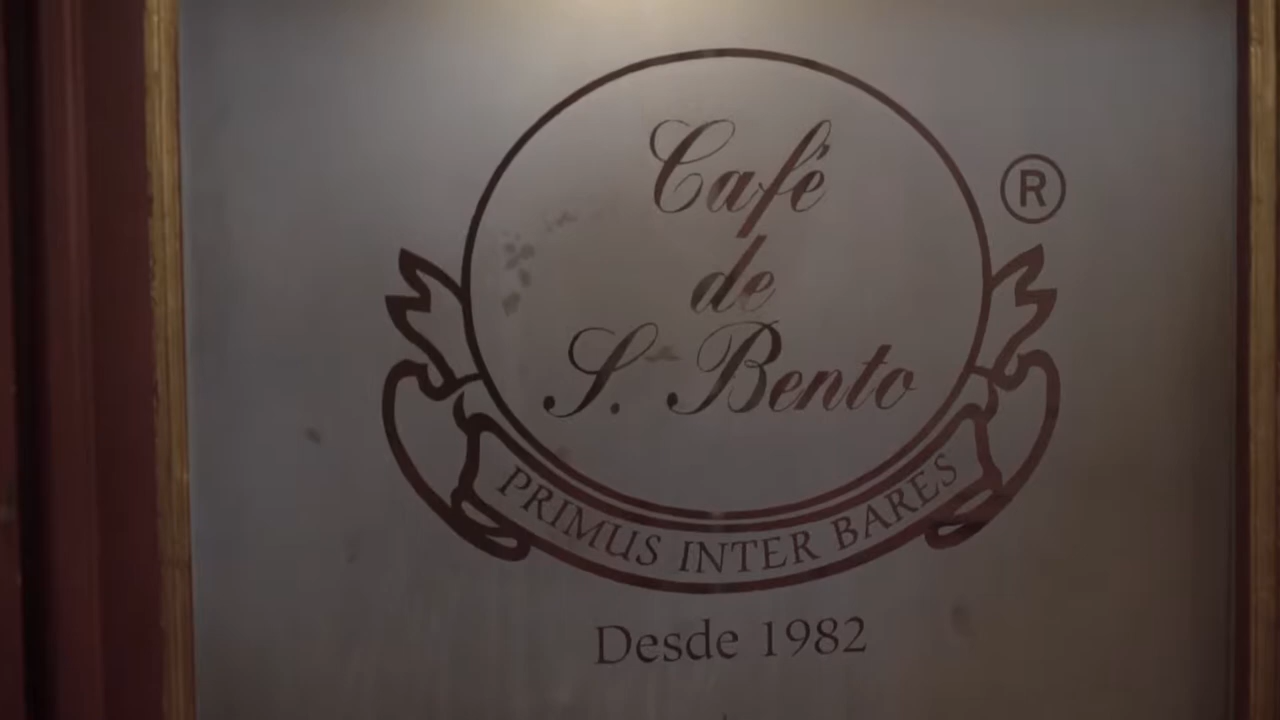 Café
de
S. Bento
®
PRIMUS INTER BARES
Desde 1982